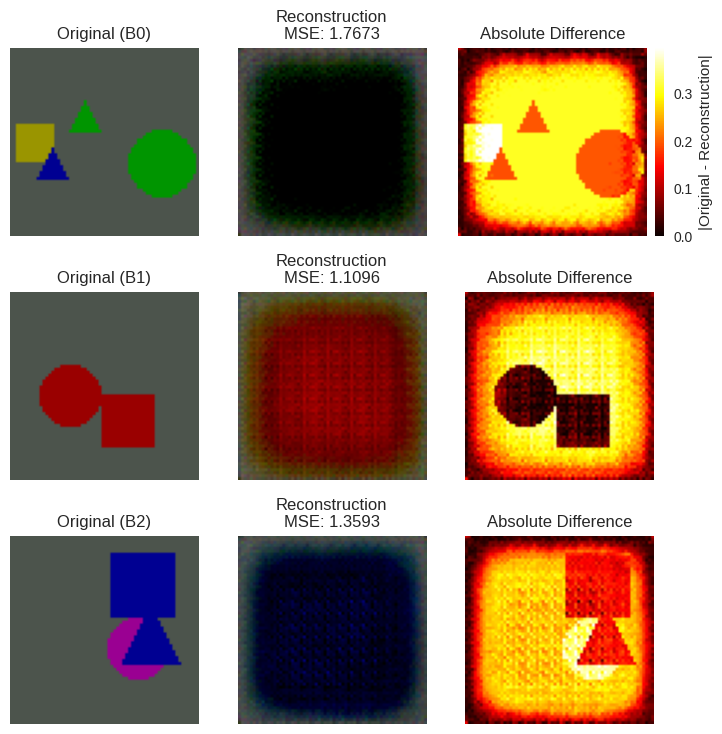 Original (B0)
Reconstruction
MSE: 1.7673
Absolute Difference
0.3
0.2
0.1
0.0
|Original - Reconstruction|
Original (B1)
Reconstruction
MSE: 1.1096
Absolute Difference
Original (B2)
Reconstruction
MSE: 1.3593
Absolute Difference